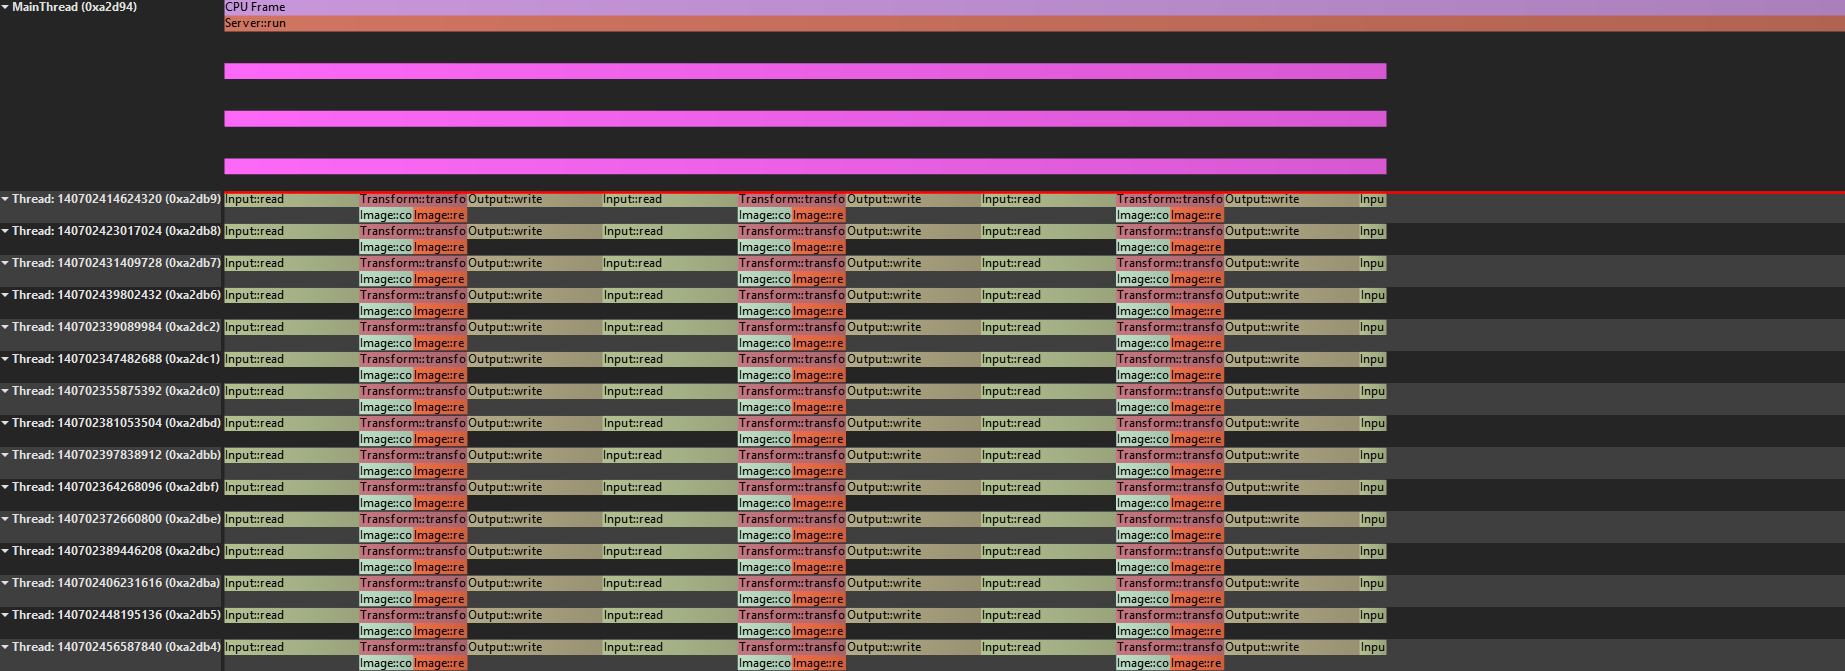 MainThread (0xa2d94) CPU Frame
Server::run
Thread: 140702414624320 (0xa2db9) Input::read Transform::transfo Output::write Input::read Transform::transfo Output::write Input::read Transform::transfo Output::write Inpu
Image::co Image::re Image::co Image::re Image::co Image::re
Thread: 140702423017024 (0xa2db8) Input::read Transform::transfo Output::write Input::read Transform::transfo Output::write Input::read Transform::transfo Output::write Inpu
Image::co Image::re Image::co Image::re Image::co Image::re
Thread: 140702431409728 (0xa2db7) Input::read Transform::transfo Output::write Input::read Transform::transfo Output::write Input::read Transform::transfo Output::write Inpu
Image::co Image::re Image::co Image::re Image::co Image::re
Thread: 140702439802432 (0xa2db6) Input::read Transform::transfo Output::write Input::read Transform::transfo Output::write Input::read Transform::transfo Output::write Inpu
Image::co Image::re Image::co Image::re Image::co Image::re
Thread: 140702339089984 (0xa2dc2) Input::read Transform::transfo Output::write Input::read Transform::transfo Output::write Input::read Transform::transfo Output::write Inpu
Image::co Image::re Image::co Image::re Image::co Image::re
Thread: 140702347482688 (0xa2dc1) Input::read Transform::transfo Output::write Input::read Transform::transfo Output::write Input::read Transform::transfo Output::write Inpu
Image::co Image::re Image::co Image::re Image::co Image::re
Thread: 140702355875392 (0xa2dc0) Input::read Transform::transfo Output::write Input::read Transform::transfo Output::write Input::read Transform::transfo Output::write Inpu
Image::co Image::re Image::co Image::re Image::co Image::re
Thread: 140702381053504 (0xa2dbd) Input::read Transform::transfo Output::write Input::read Transform::transfo Output::write Input::read Transform::transfo Output::write Inpu
Image::co Image::re Image::co Image::re Image::co Image::re
Thread: 140702397838912 (0xa2dbb) Input::read Transform::transfo Output::write Input::read Transform::transfo Output::write Input::read Transform::transfo Output::write Inpu
Image::co Image::re Image::co Image::re Image::co Image::re
Thread: 140702364268096 (0xa2dbf) Input::read Transform::transfo Output::write Input::read Transform::transfo Output::write Input::read Transform::transfo Output::write Inpu
Image::co Image::re Image::co Image::re Image::co Image::re
Thread: 140702372660800 (0xa2dbe) Input::read Transform::transfo Output::write Input::read Transform::transfo Output::write Input::read Transform::transfo Output::write Inpu
Image::co Image::re Image::co Image::re Image::co Image::re
Thread: 140702389446208 (0xa2dbc) Input::read Transform::transfo Output::write Input::read Transform::transfo Output::write Input::read Transform::transfo Output::write Inpu
Image::co Image::re Image::co Image::re Image::co Image::re
Thread: 140702406231616 (0xa2dba) Input::read Transform::transfo Output::write Input::read Transform::transfo Output::write Input::read Transform::transfo Output::write Inpu
Image::co Image::re Image::co Image::re Image::co Image::re
Thread: 140702448195136 (0xa2db5) Input::read Transform::transfo Output::write Input::read Transform::transfo Output::write Input::read Transform::transfo Output::write Inpu
Image::co Image::re Image::co Image::re Image::co Image::re
Thread: 140702456587840 (0xa2db4) Input::read Transform::transfo Output::write Input::read Transform::transfo Output::write Input::read Transform::transfo Output::write Inpu
Image::co Image::re Image::co Image::re Image::co Image::re